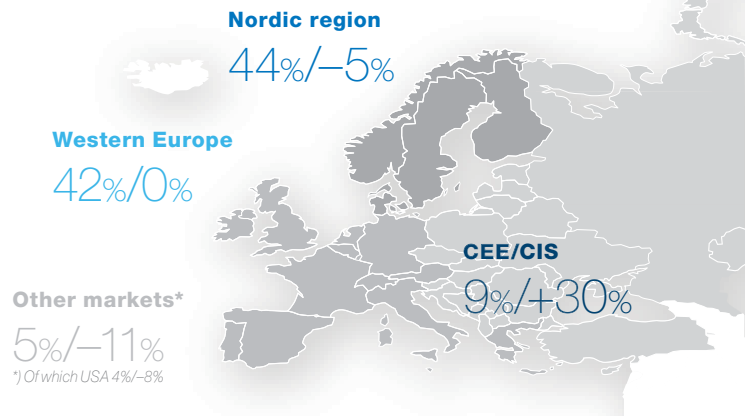 Nordic region
44%/–5%
Western Europe
42%/0%
CEE/CIS
9%/+30%
Other markets*
5%/–11%
*) Of which USA 4%/–8%